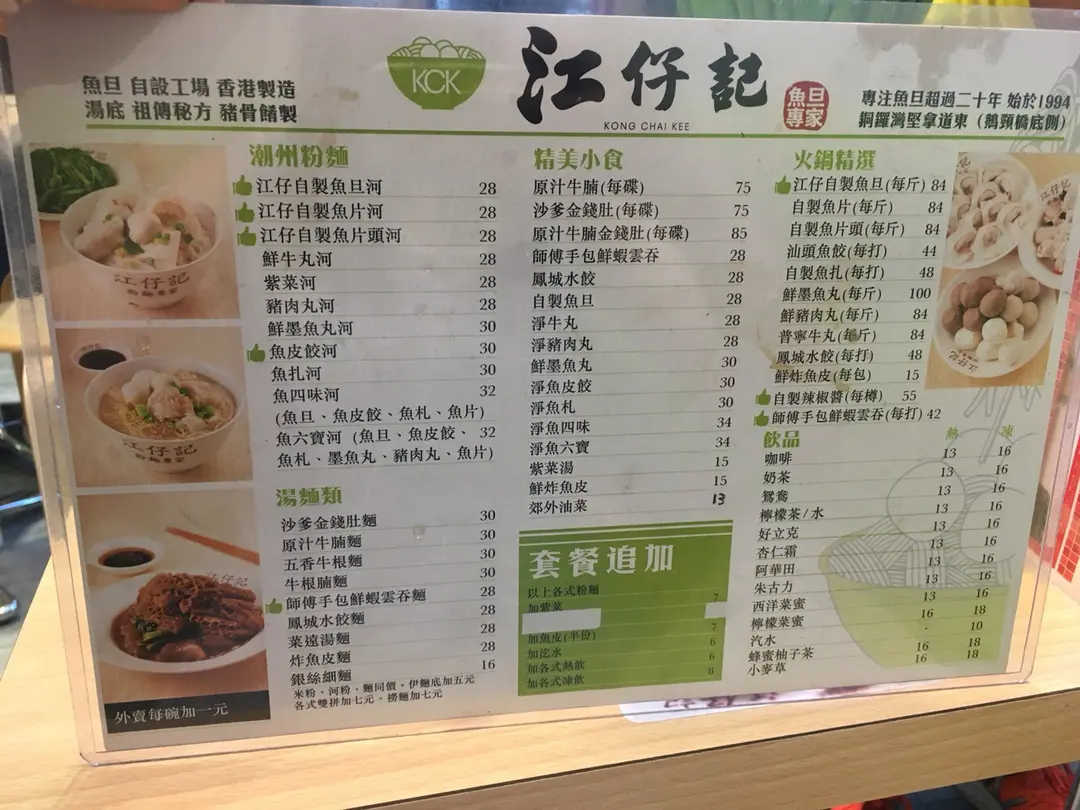 魚旦 自設工場 香港製造
湯底 祖傳秘方 豬骨餚製
KCK
江仔記
KONG CHAI KEE
魚旦
專家
專注魚旦超過二十年 始於1994
銅鑼灣堅拿道東（鵝頸橋底側）
潮州粉麵
江仔自製魚旦河 28
江仔自製魚片河 28
江仔自製魚片頭河 28
鮮牛丸河 28
紫菜河 28
豬肉丸河 28
鮮墨魚丸河 30
魚皮餃河 30
魚扎河 30
魚四味河 32
(魚旦、魚皮餃、魚札、魚片)
魚六寶河 (魚旦、魚皮餃、 32
魚札、墨魚丸、豬肉丸、魚片)
湯麵類
沙爹金錢肚麵 30
原汁牛腩麵 30
五香牛根麵 30
牛根腩麵 30
師傅手包鮮蝦雲吞麵 28
鳳城水餃麵 28
菜遠湯麵 28
炸魚皮麵 28
銀絲細麵 16
米粉、河粉、麵同價。伊麵底加五元
各式雙拼加七元。撈麵加七元
外賣每碗加一元
精美小食
原汁牛腩(每碟) 75
沙爹金錢肚(每碟) 75
原汁牛腩金錢肚(每碟) 85
師傅手包鮮蝦雲吞 28
鳳城水餃 28
自製魚旦 28
淨牛丸 28
淨豬肉丸 28
鮮墨魚丸 30
淨魚皮餃 30
淨魚札 30
淨魚四味 34
淨魚六寶 34
紫菜湯 15
鮮炸魚皮 15
郊外油菜 13
套餐追加
以上各式粉麵
加紫菜 7
加魚皮(半份) 7
加汔水 6
加各式熱飲 6
加各式凍飲 8
火鍋精選
江仔自製魚旦(每斤) 84
自製魚片(每斤) 84
自製魚片頭(每斤) 84
汕頭魚餃(每打) 44
自製魚扎(每打) 48
鮮墨魚丸(每斤) 100
鮮豬肉丸(每斤) 84
普寧牛丸(每斤) 84
鳳城水餃(每打) 48
鮮炸魚皮(每包) 15
自製辣椒醬(每樽) 55
師傅手包鮮蝦雲吞(每打) 42
飲品 熱 凍
咖啡 13 16
奶茶 13 16
鴛鴦 13 16
檸檬茶/水 13 16
好立克 13 16
杏仁霜 13 16
阿華田 13 16
朱古力 13 16
西洋菜蜜 13 16
檸檬菜蜜 16 18
汽水 - 10
蜂蜜柚子茶 16 18
小麥草 16 18
江仔記
粉麵專家
江仔記
江仔記
江仔記